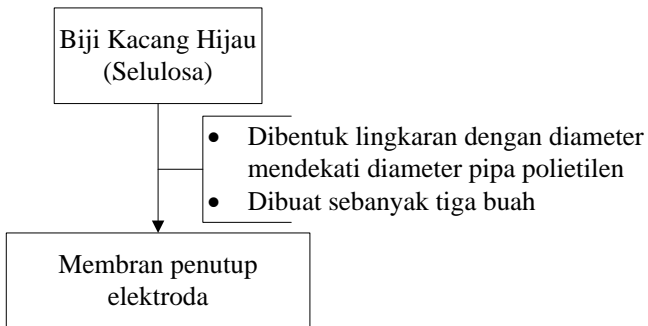 Biji Kacang Hijau
(Selulosa)
• Dibentuk lingkaran dengan diameter
mendekati diameter pipa polietilen
• Dibuat sebanyak tiga buah
Membran penutup
elektroda